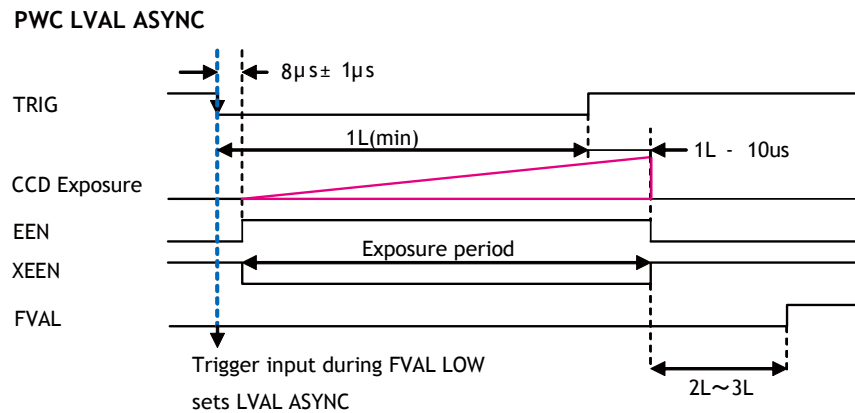 PWC LVAL ASYNC
8µs± 1µs
TRIG
1L(min)
1L - 10us
CCD Exposure
EEN
Exposure period
XEEN
FVAL
Trigger input during FVAL LOW
sets LVAL ASYNC
2L～3L